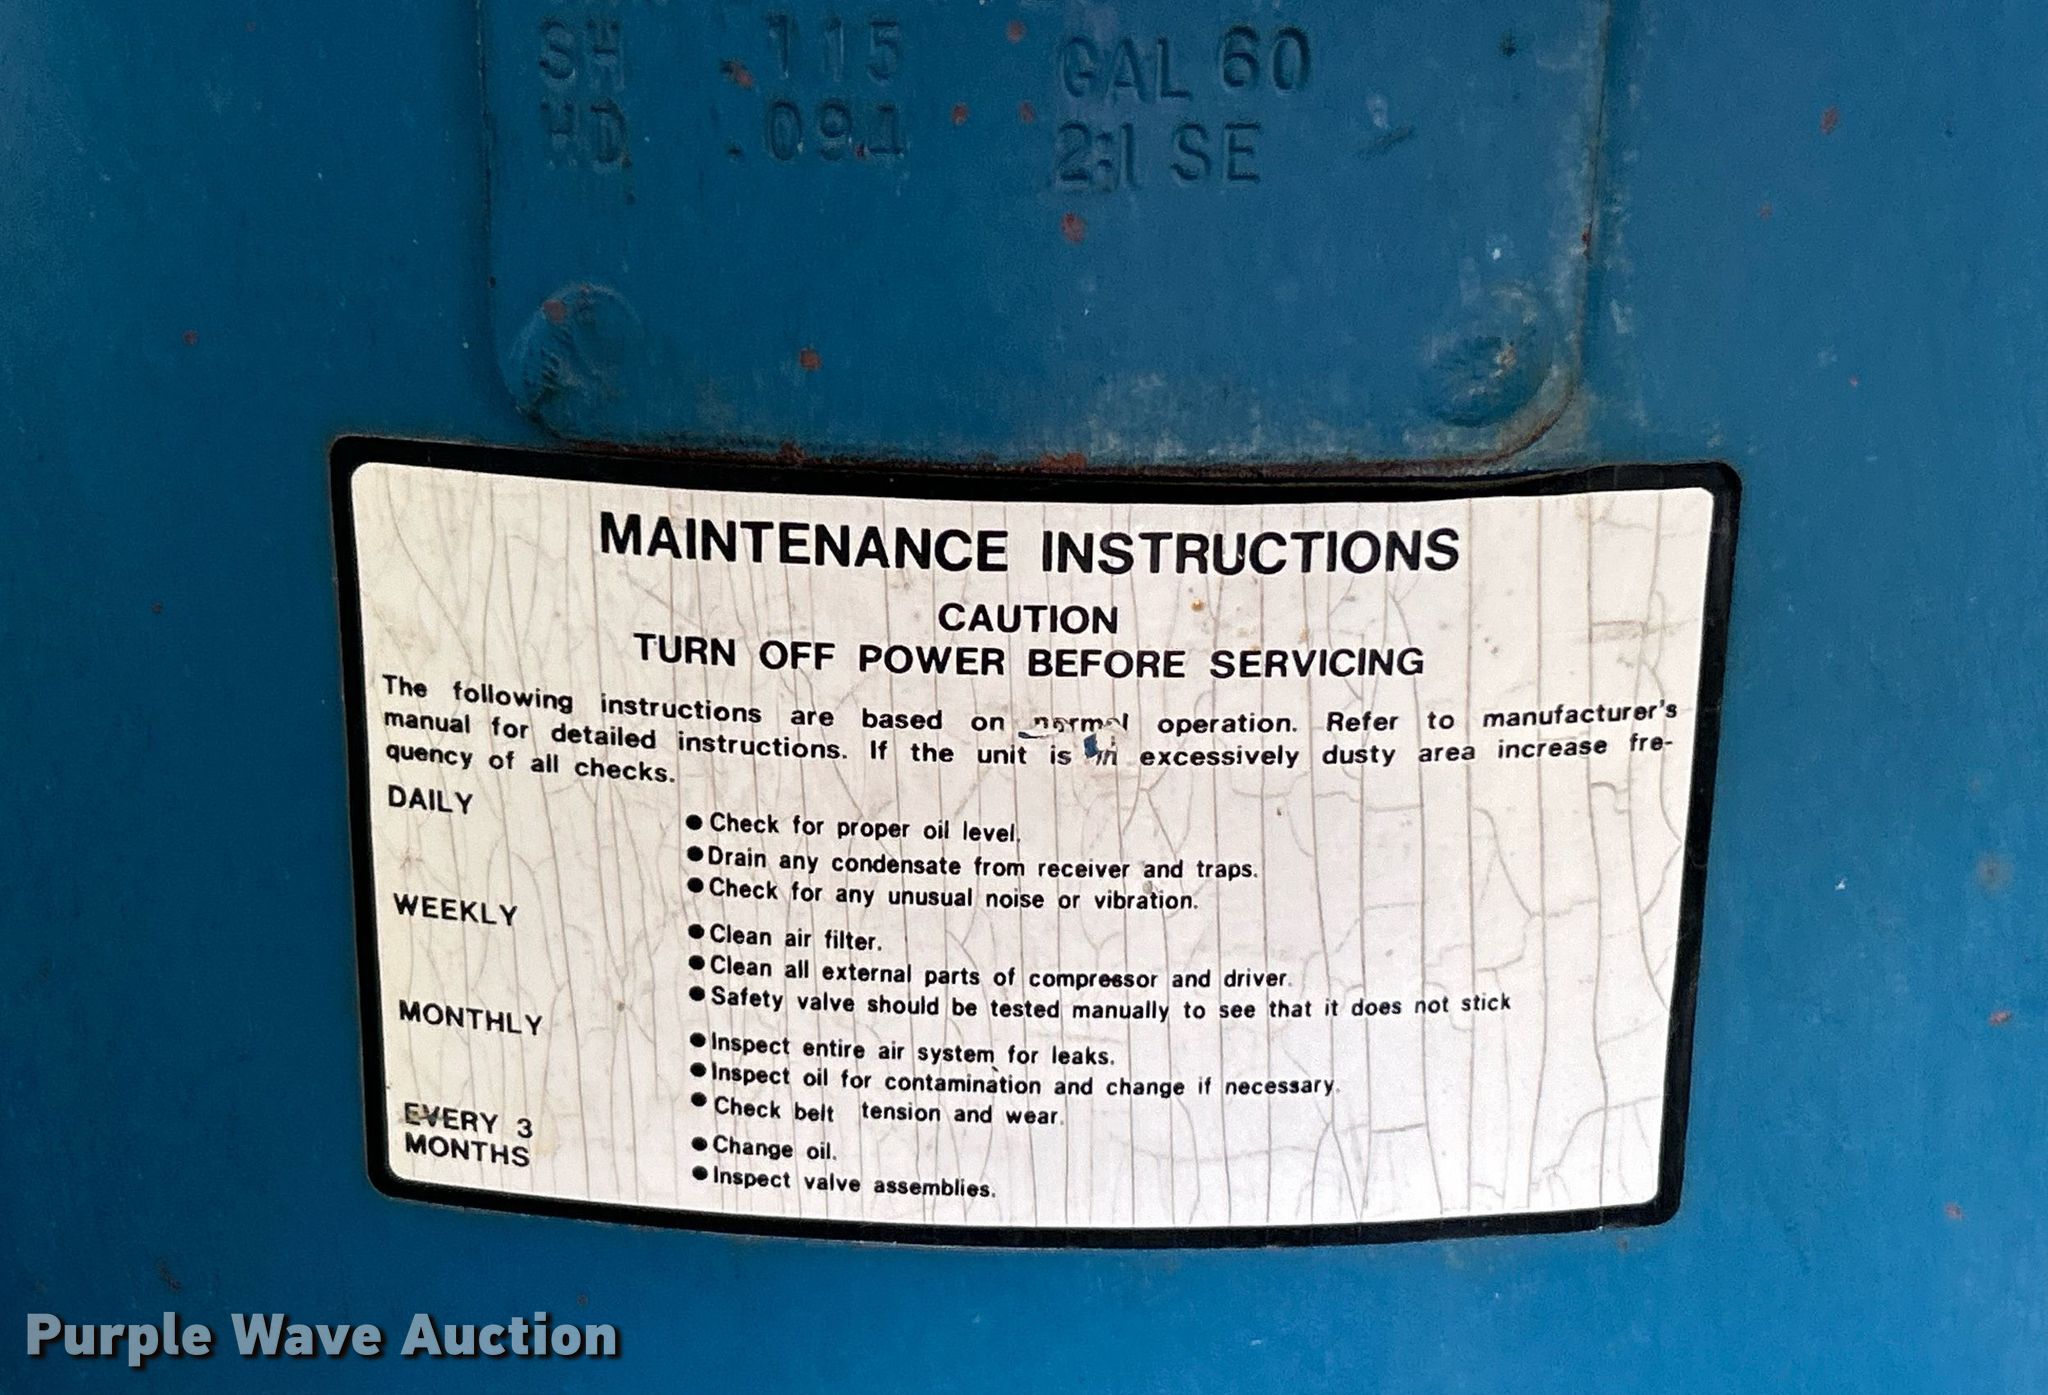 SH .115 GAL 60
HD .091 2:1 SE
MAINTENANCE INSTRUCTIONS
CAUTION
TURN OFF POWER BEFORE SERVICING
The following instructions are based on normal operation. Refer to manufacturer's
manual for detailed instructions. If the unit is in excessively dusty area increase fre-
quency of all checks.
DAILY
● Check for proper oil level.
● Drain any condensate from receiver and traps.
● Check for any unusual noise or vibration.
WEEKLY
● Clean air filter.
● Clean all external parts of compressor and driver.
● Safety valve should be tested manually to see that it does not stick
MONTHLY
● Inspect entire air system for leaks.
● Inspect oil for contamination and change if necessary.
● Check belt tension and wear.
EVERY 3
MONTHS
● Change oil.
● Inspect valve assemblies.
Purple Wave Auction